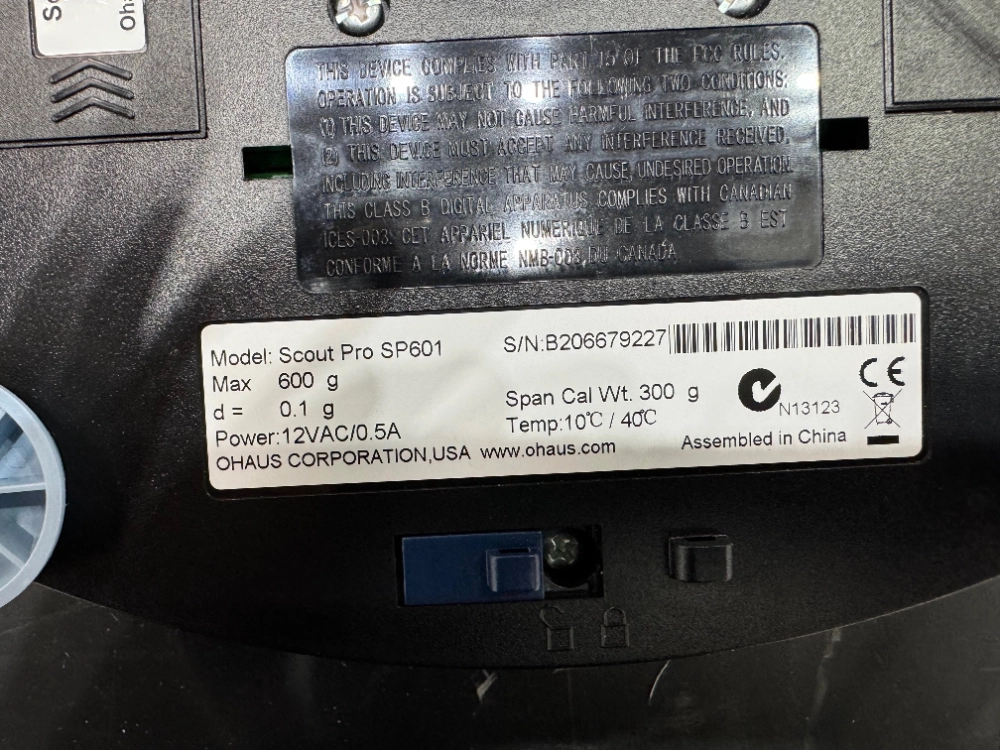 Sc
Oha
THIS DEVICE COMPLIES WITH PART 15 OF THE FCC RULES.
OPERATION IS SUBJECT TO THE FOLLOWING TWO CONDITIONS:
(1) THIS DEVICE MAY NOT CAUSE HARMFUL INTERFERENCE, AND
(2) THIS DEVICE MUST ACCEPT ANY INTERFERENCE RECEIVED,
INCLUDING INTERFERENCE THAT MAY CAUSE UNDESIRED OPERATION
THIS CLASS B DIGITAL APPARATUS COMPLIES WITH CANADIAN
ICES-003. CET APPARIEL NUMERIQUE DE LA CLASSE B EST
CONFORME A LA NORME NMB-003 DU CANADA
Model: Scout Pro SP601 S/N:B206679227
Max 600 g
d = 0.1 g Span Cal Wt. 300 g
Power:12VAC/0.5A Temp:10℃ / 40℃ N13123
OHAUS CORPORATION,USA www.ohaus.com Assembled in China
CE